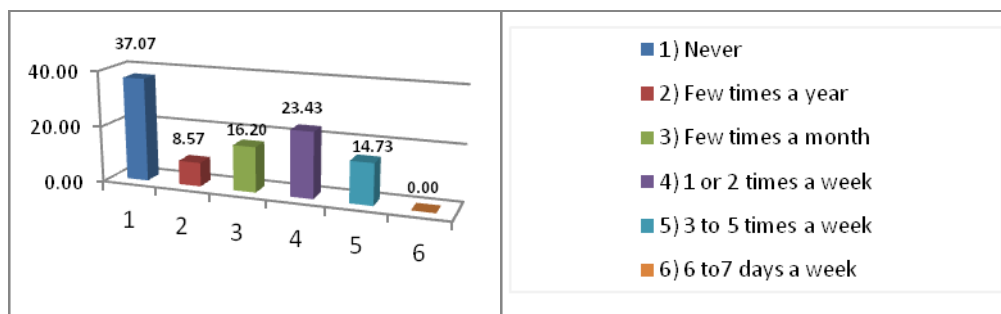 37.07
40.00
23.43
20.00
8.57
16.20
14.73
0.00
0.00
1
2
3
4
5
6
1) Never
2) Few times a year
3) Few times a month
4) 1 or 2 times a week
5) 3 to 5 times a week
6) 6 to7 days a week